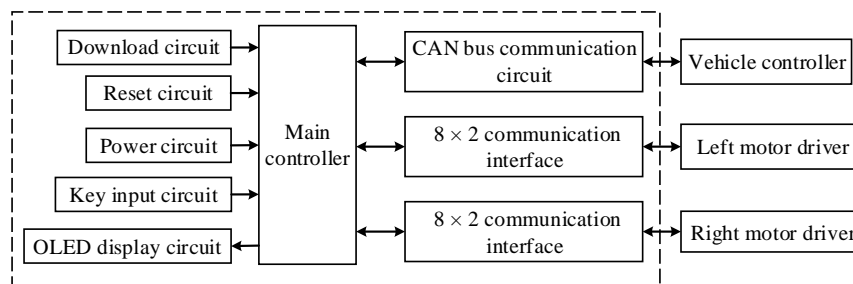 Download circuit
Reset circuit
Power circuit
Key input circuit
OLED display circuit
Main
controller
CAN bus communication
circuit
8 × 2 communication
interface
8 × 2 communication
interface
Vehicle controller
Left motor driver
Right motor driver